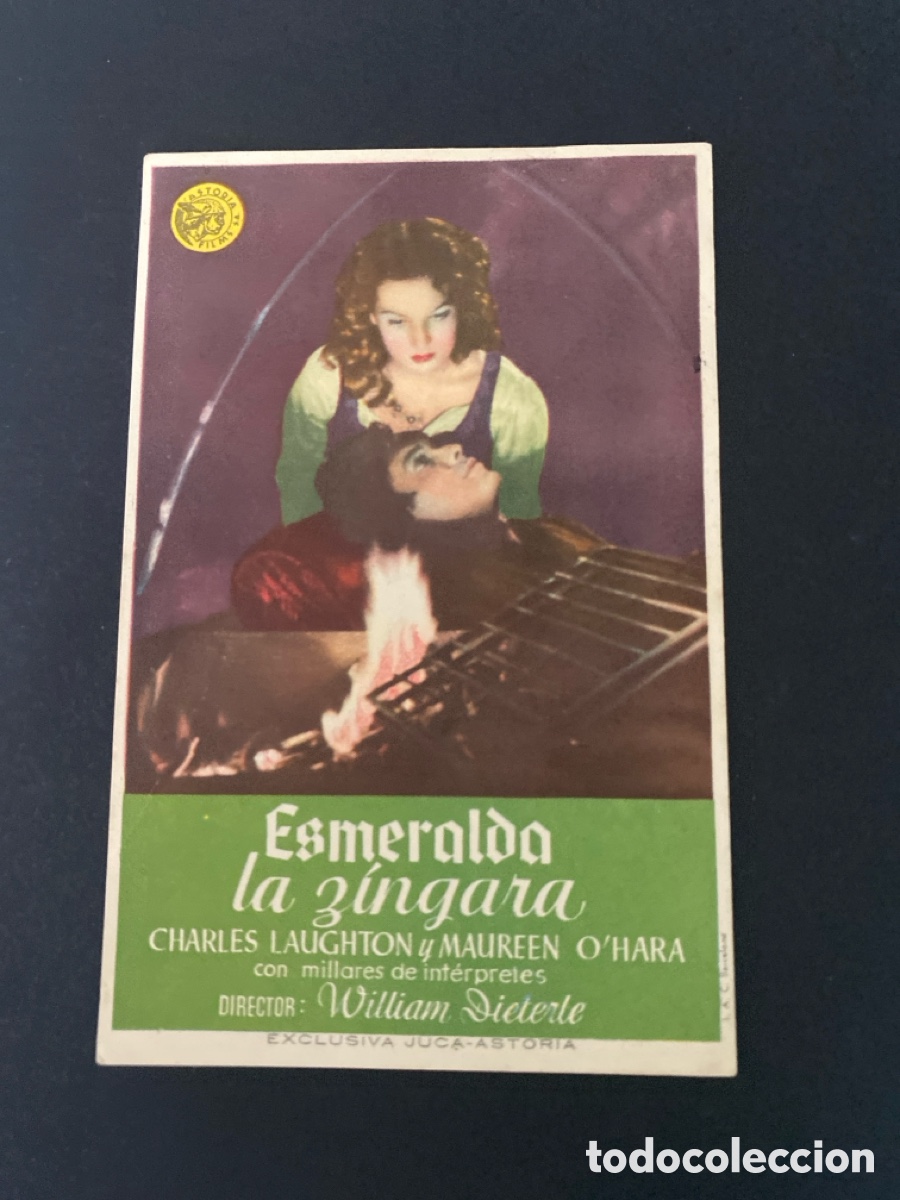 ASTORIA
FILMS
Esmeralda
la zíngara
CHARLES LAUGHTON y MAUREEN O'HARA
con millares de intérpretes
DIRECTOR: William Dieterle
EXCLUSIVA JUCA-ASTORIA
L. A. C. Barcelona
todocoleccion